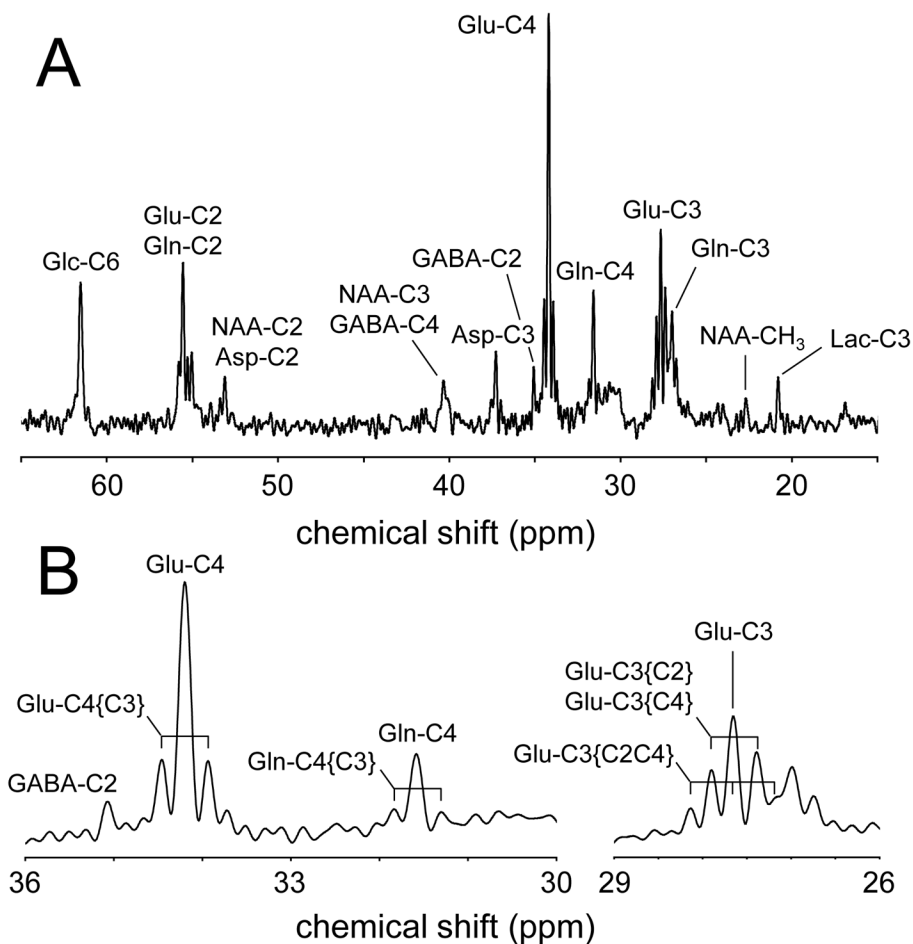 A
Glu-C4
Glu-C2
Gln-C2
Glu-C3
Glc-C6
GABA-C2
Gln-C4
Gln-C3
NAA-C3
GABA-C4
NAA-C2
Asp-C2
Asp-C3
NAA-CH₃
Lac-C3
60 50 40 30 20
chemical shift (ppm)
B
Glu-C4
Glu-C3
Glu-C3{C2}
Glu-C3{C4}
Glu-C4{C3}
Gln-C4
Gln-C4{C3}
Glu-C3{C2C4}
GABA-C2
36 33 30 29 26
chemical shift (ppm) chemical shift (ppm)